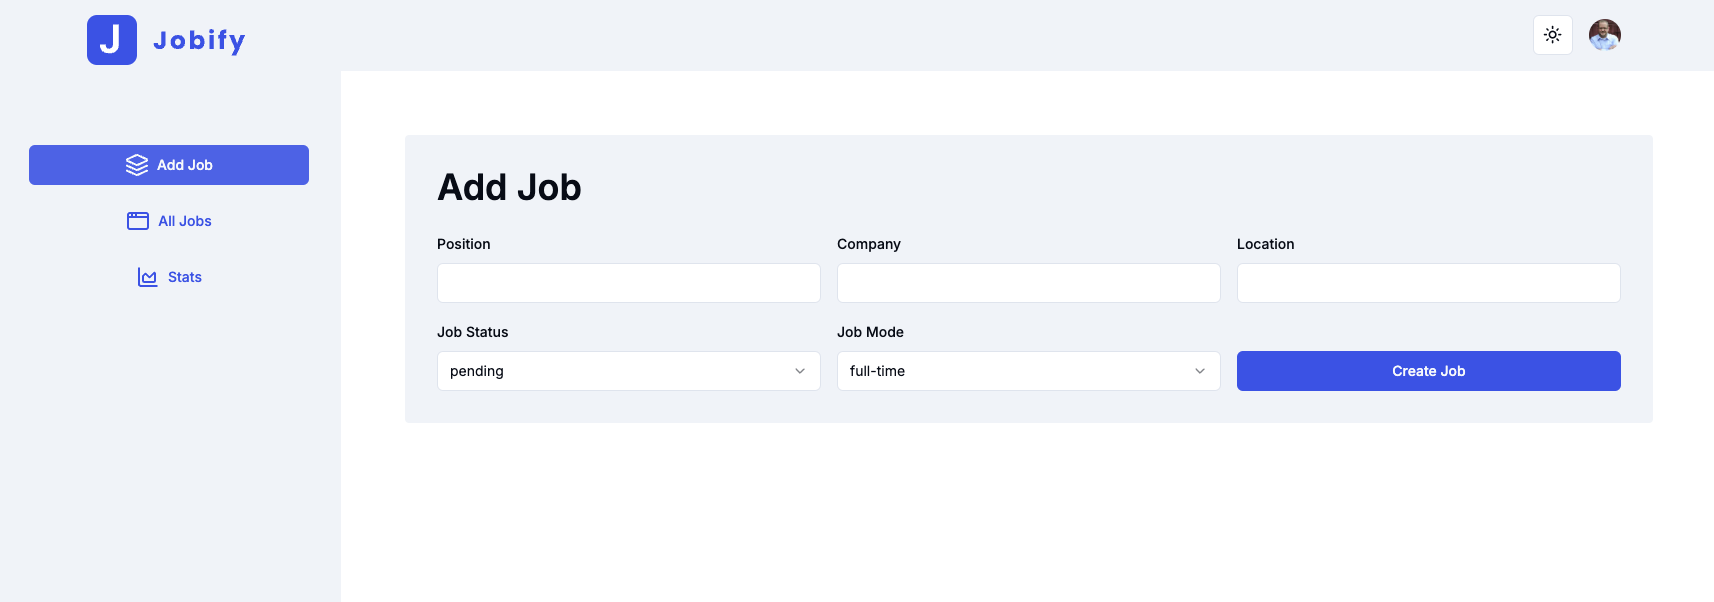 J Jobify
Add Job
All Jobs
Stats
Add Job
Position Company Location
Job Status Job Mode
pending full-time Create Job